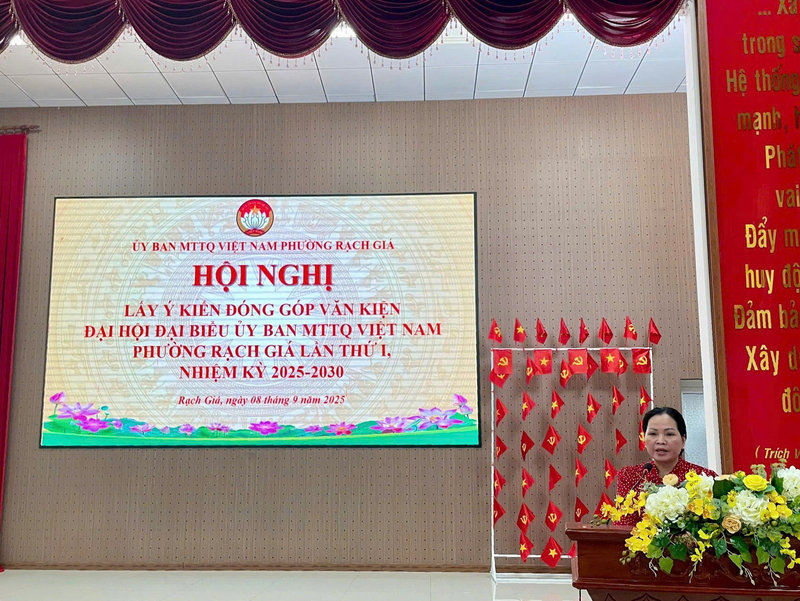 ỦY BAN MTTQ VIỆT NAM PHƯỜNG RẠCH GIÁ
HỘI NGHỊ
LẤY Ý KIẾN ĐÓNG GÓP VĂN KIỆN
ĐẠI HỘI ĐẠI BIỂU ỦY BAN MTTQ VIỆT NAM
PHƯỜNG RẠCH GIÁ LẦN THỨ I,
NHIỆM KỲ 2025-2030
Rạch Giá, ngày 08 tháng 9 năm 2025
... Xâ
trong s
Hệ thống
mạnh,
Phá
vai
Đẩy m
huy độ
Đảm bả
Xây d
đô
( Trích V